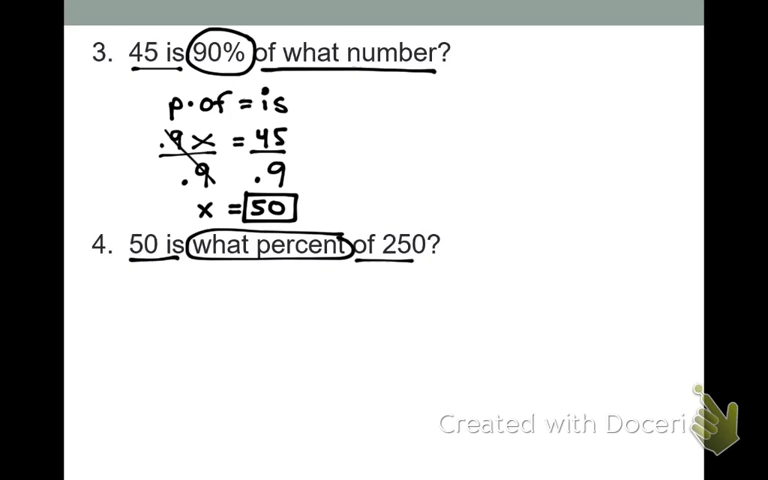 3. 45 is 90% of what number?
p·of = is
.9x = 45
.9 .9
x = 50
4. 50 is what percent of 250?
Created with Doceri